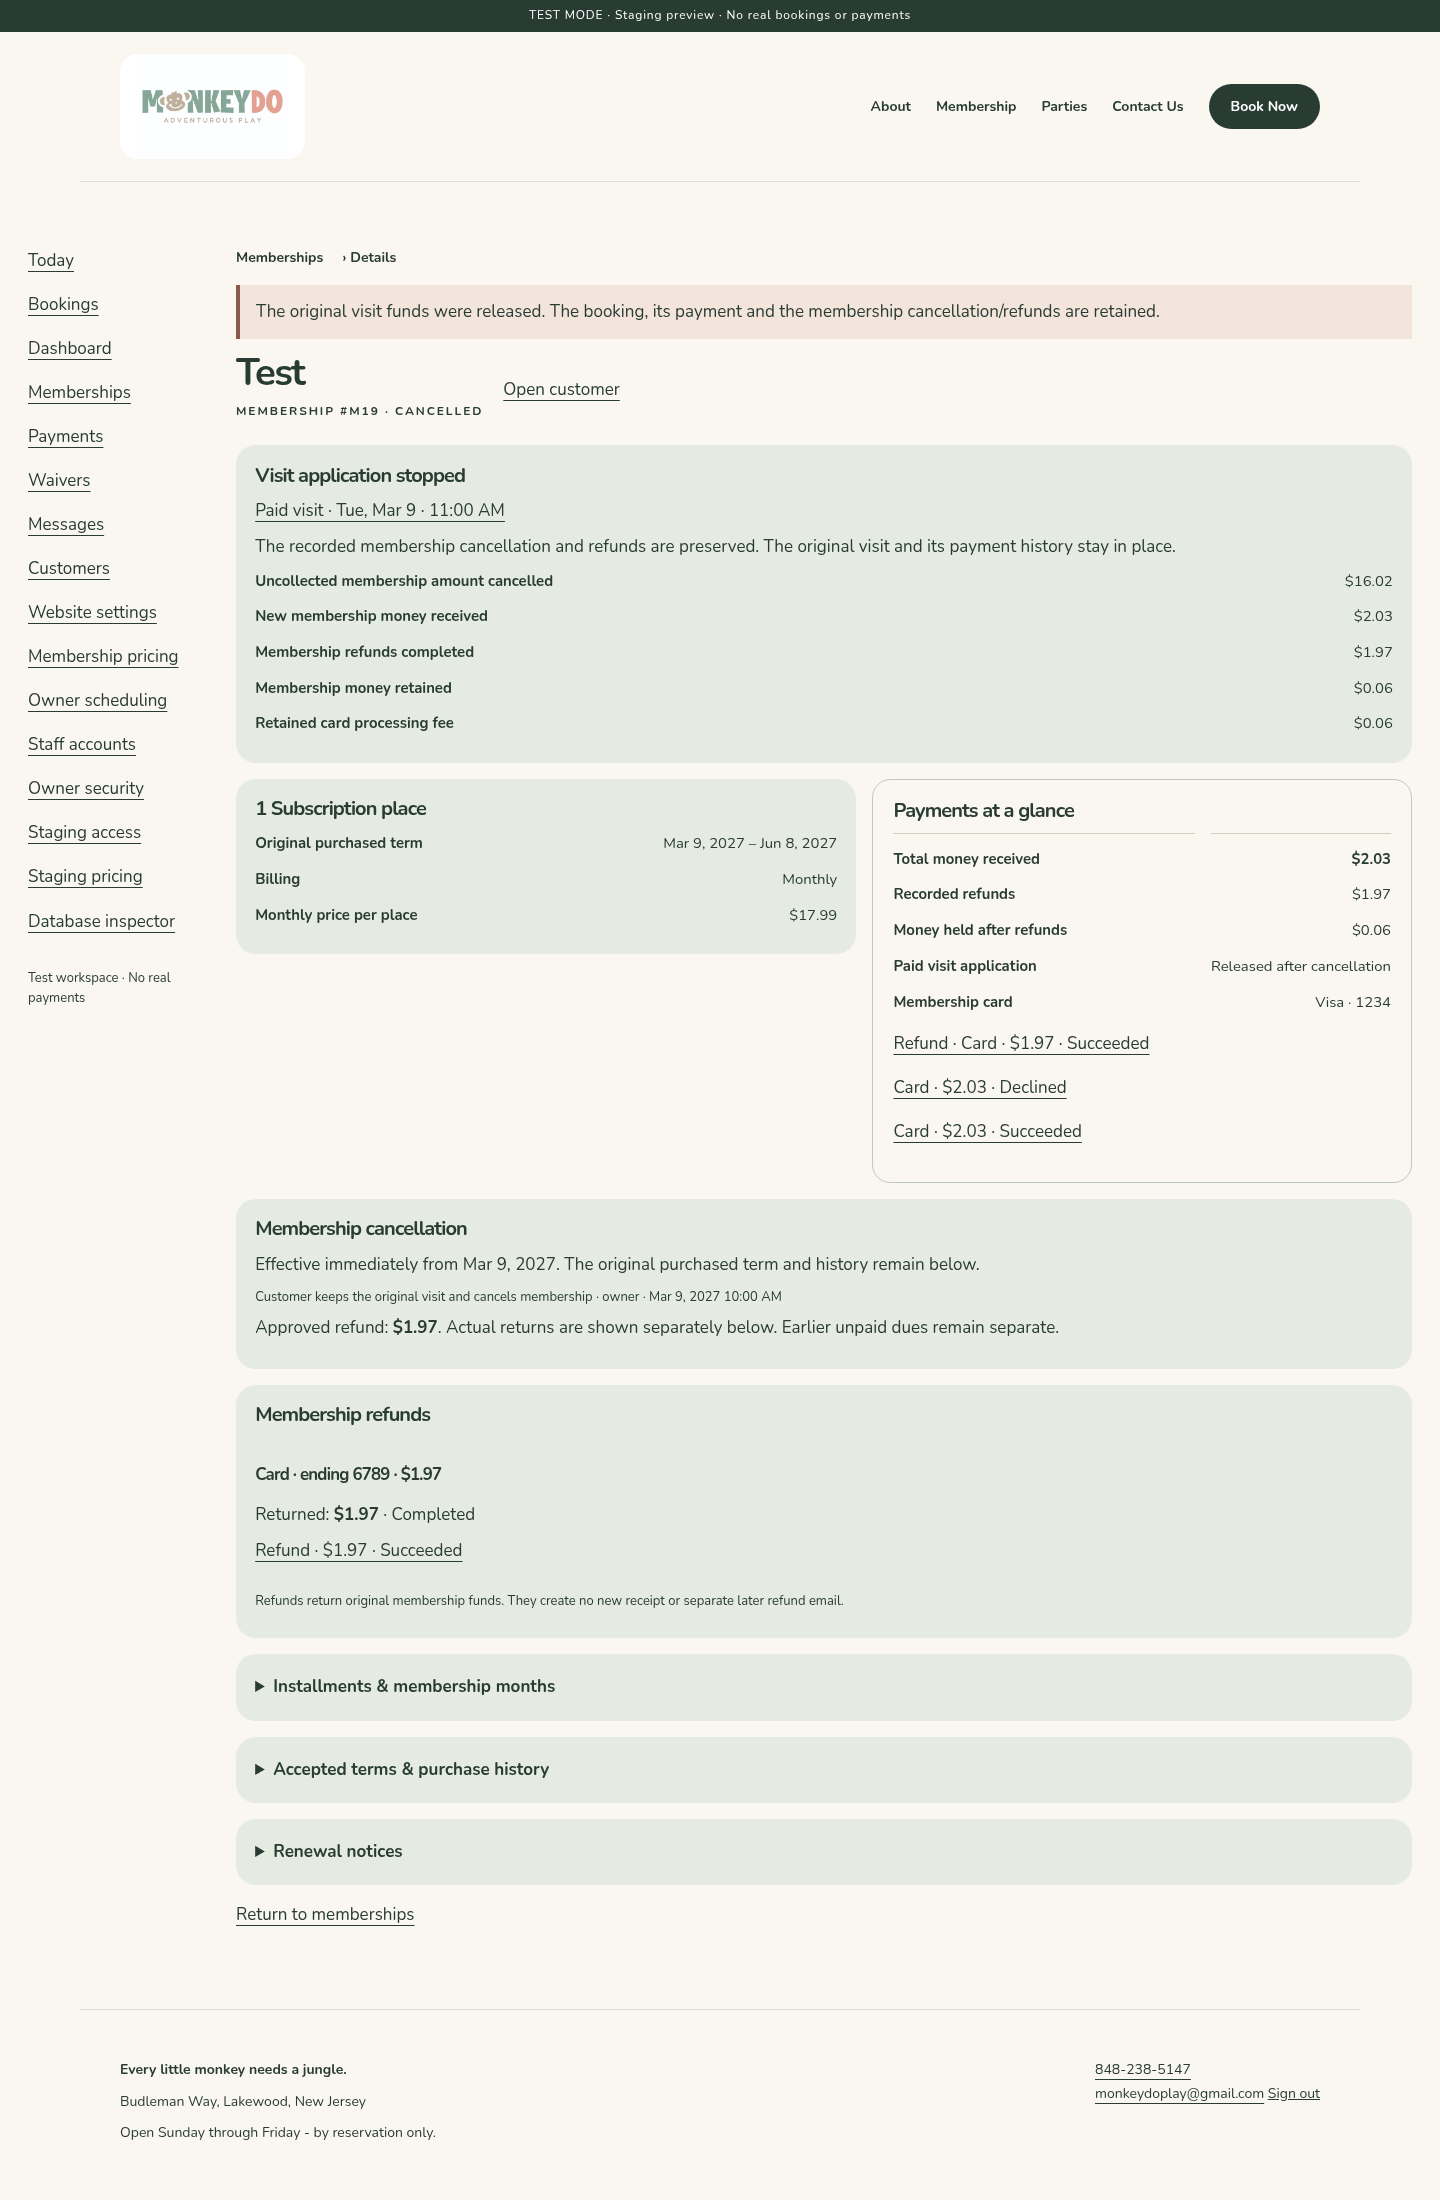 TEST MODE · Staging preview · No real bookings or payments
MONKEYDO
ADVENTUROUS PLAY
About Membership Parties Contact Us Book Now
Today
Bookings
Dashboard
Memberships
Payments
Waivers
Messages
Customers
Website settings
Membership pricing
Owner scheduling
Staff accounts
Owner security
Staging access
Staging pricing
Database inspector
Test workspace · No real
payments
Memberships › Details
The original visit funds were released. The booking, its payment and the membership cancellation/refunds are retained.
Test
MEMBERSHIP #M19 · CANCELLED
Open customer
Visit application stopped
Paid visit · Tue, Mar 9 · 11:00 AM
The recorded membership cancellation and refunds are preserved. The original visit and its payment history stay in place.
Uncollected membership amount cancelled $16.02
New membership money received $2.03
Membership refunds completed $1.97
Membership money retained $0.06
Retained card processing fee $0.06
1 Subscription place
Original purchased term Mar 9, 2027 – Jun 8, 2027
Billing Monthly
Monthly price per place $17.99
Payments at a glance
Total money received $2.03
Recorded refunds $1.97
Money held after refunds $0.06
Paid visit application Released after cancellation
Membership card Visa · 1234
Refund · Card · $1.97 · Succeeded
Card · $2.03 · Declined
Card · $2.03 · Succeeded
Membership cancellation
Effective immediately from Mar 9, 2027. The original purchased term and history remain below.
Customer keeps the original visit and cancels membership · owner · Mar 9, 2027 10:00 AM
Approved refund: $1.97. Actual returns are shown separately below. Earlier unpaid dues remain separate.
Membership refunds
Card · ending 6789 · $1.97
Returned: $1.97 · Completed
Refund · $1.97 · Succeeded
Refunds return original membership funds. They create no new receipt or separate later refund email.
▶ Installments & membership months
▶ Accepted terms & purchase history
▶ Renewal notices
Return to memberships
Every little monkey needs a jungle.
Budleman Way, Lakewood, New Jersey
Open Sunday through Friday - by reservation only.
848-238-5147
monkeydoplay@gmail.com Sign out